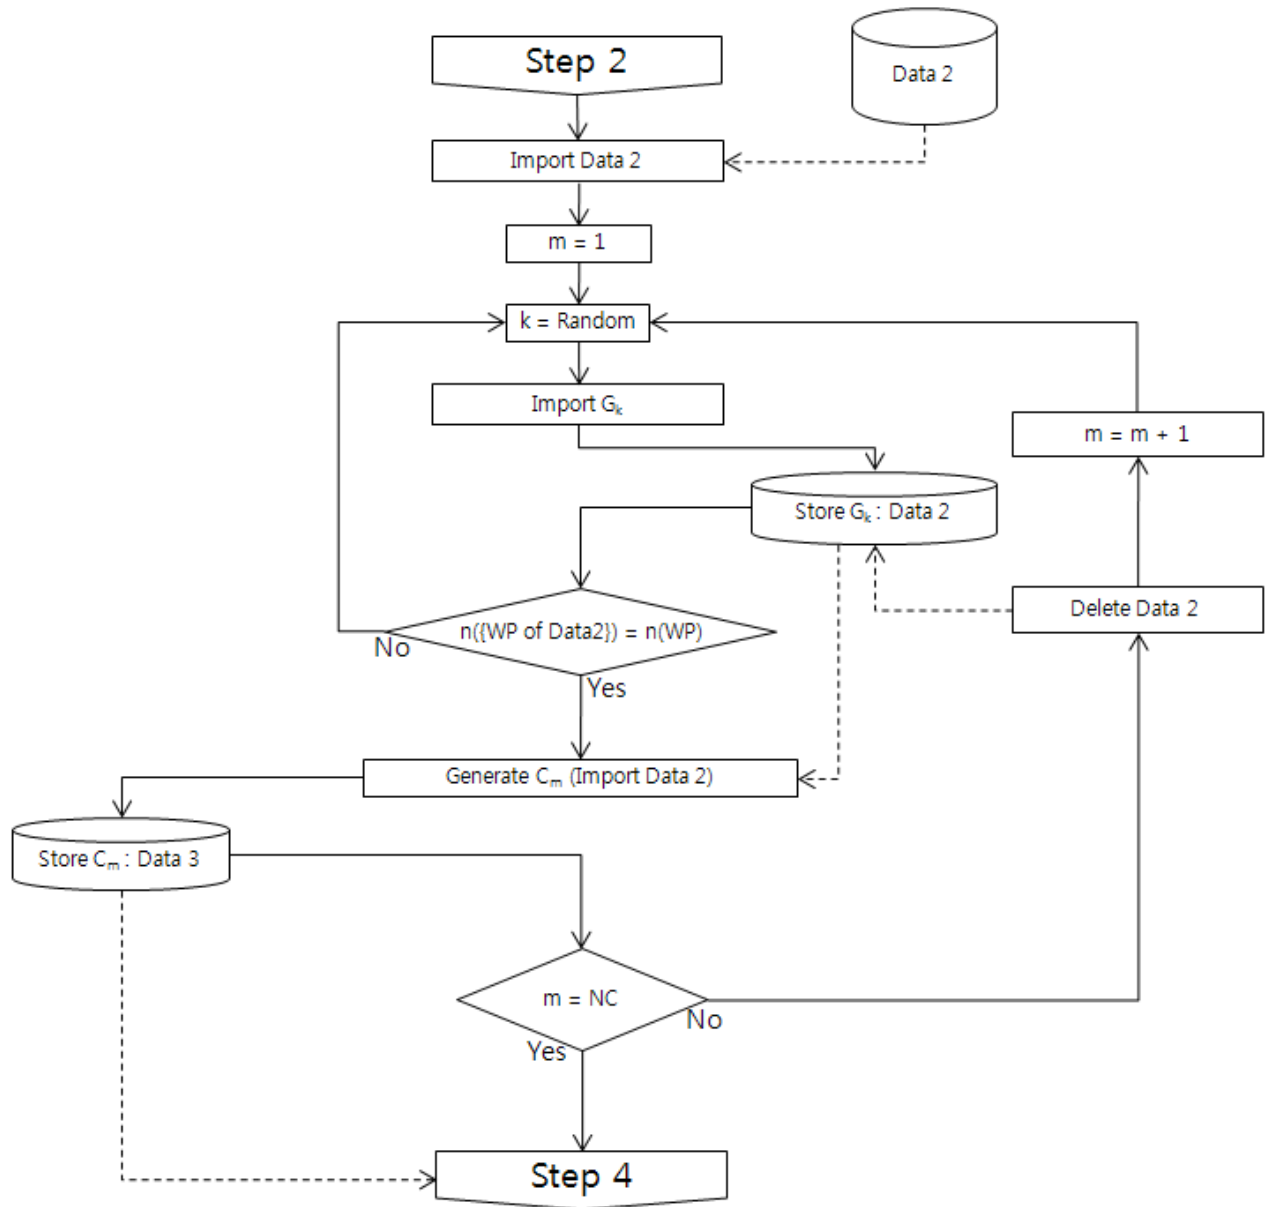 Step 2
Data 2
Import Data 2
m = 1
k = Random
Import Gₖ
m = m + 1
Store Gₖ : Data 2
Delete Data 2
n({WP of Data2}) = n(WP)
No
Yes
Generate Cₘ (Import Data 2)
Store Cₘ : Data 3
m = NC
No
Yes
Step 4